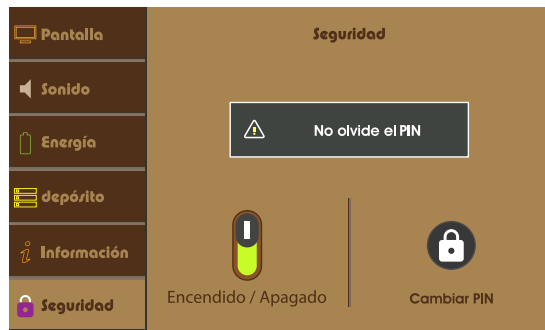 Pantalla
Sonido
Energía
depósito
Información
Seguridad
Seguridad
No olvide el PIN
Encendido / Apagado
Cambiar PIN